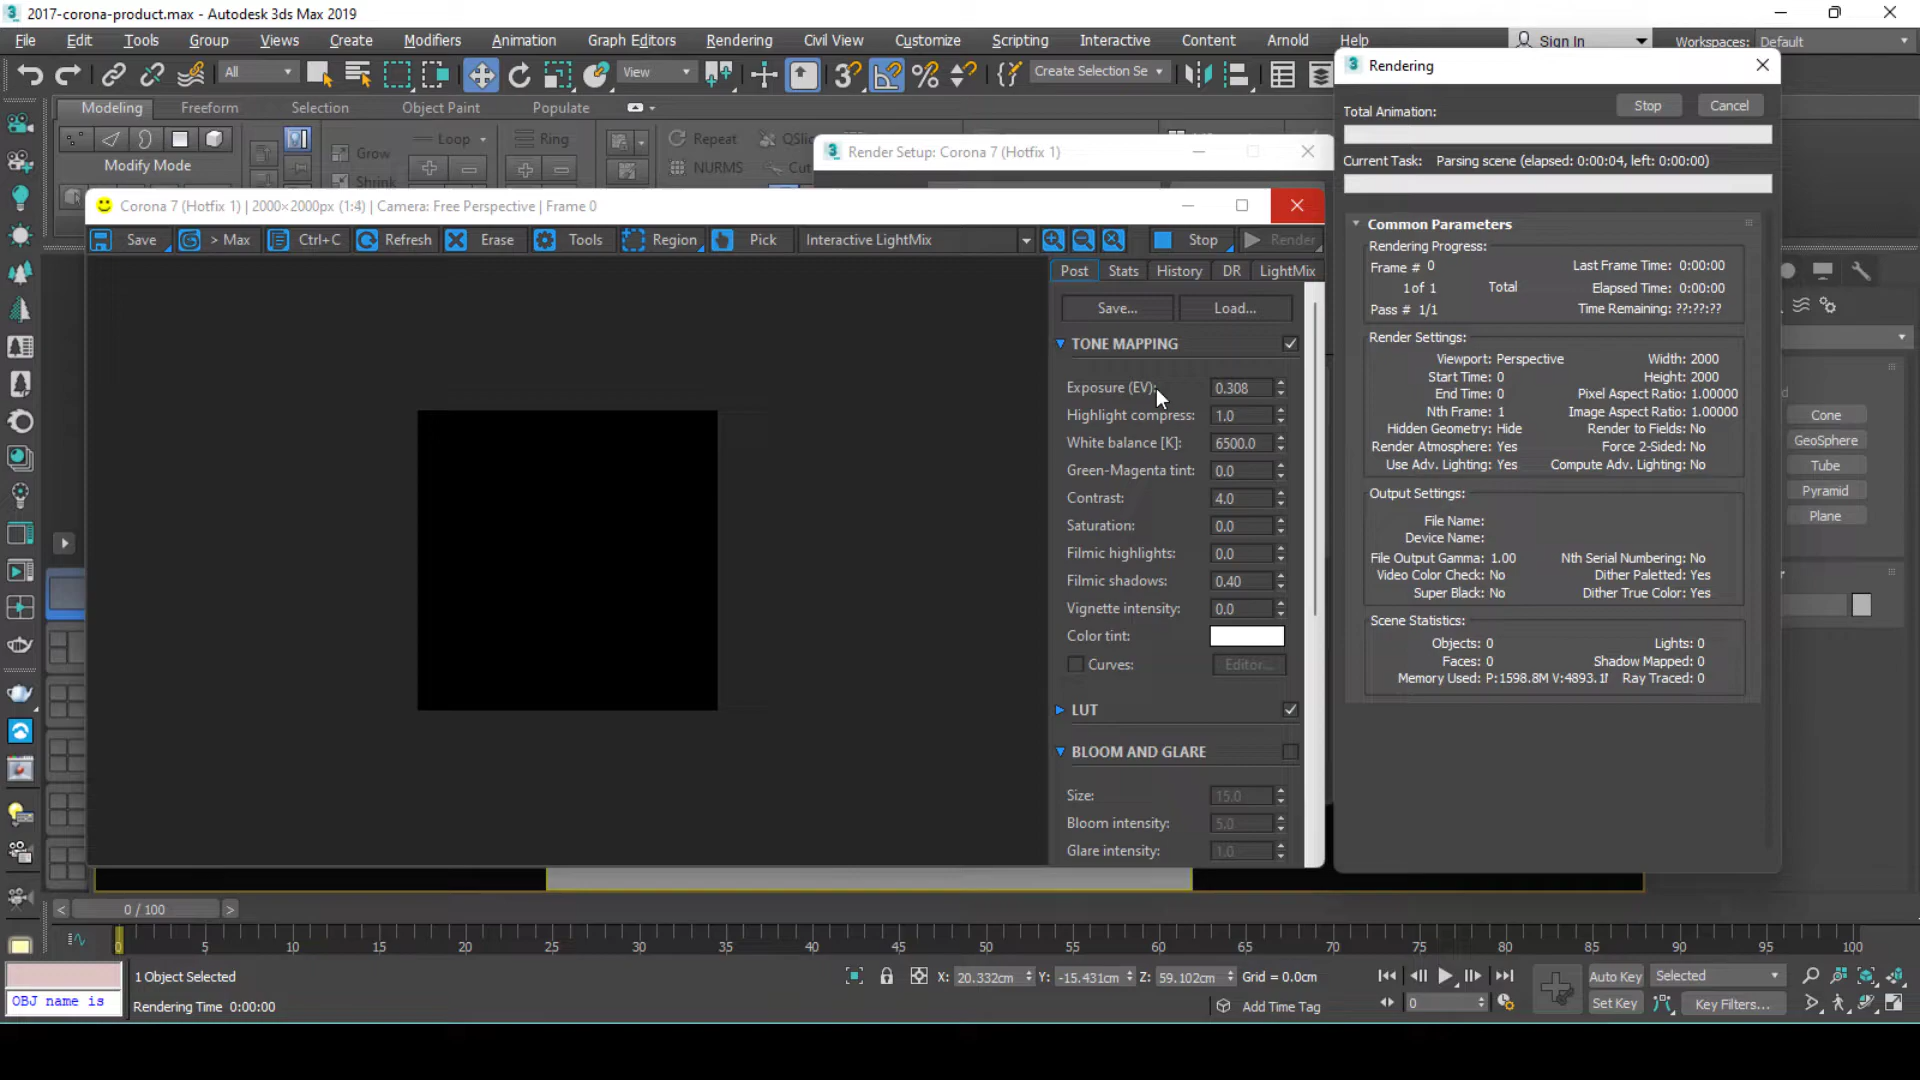 2017-corona-product.max - Autodesk 3ds Max 2019
File Edit Tools Group Views Create Modifiers Animation Graph Editors Rendering Civil View Customize Scripting Interactive Content Arnold Help Sign In Workspaces: Default
All View Create Selection Se
Modeling Freeform Selection Object Paint Populate
Modify Mode
Grow
Shrink
Loop
Ring
Repeat
NURMS
Render Setup: Corona 7 (Hotfix 1)
Corona 7 (Hotfix 1) | 2000×2000px (1:4) | Camera: Free Perspective | Frame 0
Save > Max Ctrl+C Refresh Erase Tools Region Pick Interactive LightMix Stop Render
Post Stats History DR LightMix
Save... Load...
TONE MAPPING
Exposure (EV): 0.308
Highlight compress: 1.0
White balance [K]: 6500.0
Green-Magenta tint: 0.0
Contrast: 4.0
Saturation: 0.0
Filmic highlights: 0.0
Filmic shadows: 0.40
Vignette intensity: 0.0
Color tint:
Curves: Editor...
LUT
BLOOM AND GLARE
Size: 15.0
Bloom intensity: 5.0
Glare intensity: 1.0
Rendering
Total Animation: Stop Cancel
Current Task: Parsing scene (elapsed: 0:00:04, left: 0:00:00)
Common Parameters
Rendering Progress:
Frame # 0 Last Frame Time: 0:00:00
1 of 1 Total Elapsed Time: 0:00:00
Pass # 1/1 Time Remaining: ??:??:??
Render Settings:
Viewport: Perspective Width: 2000
Start Time: 0 Height: 2000
End Time: 0 Pixel Aspect Ratio: 1.00000
Nth Frame: 1 Image Aspect Ratio: 1.00000
Hidden Geometry: Hide Render to Fields: No
Render Atmosphere: Yes Force 2-Sided: No
Use Adv. Lighting: Yes Compute Adv. Lighting: No
Output Settings:
File Name:
Device Name:
File Output Gamma: 1.00 Nth Serial Numbering: No
Video Color Check: No Dither Paletted: Yes
Super Black: No Dither True Color: Yes
Scene Statistics:
Objects: 0 Lights: 0
Faces: 0 Shadow Mapped: 0
Memory Used: P:1598.8M V:4893.1 Ray Traced: 0
Cone
GeoSphere
Tube
Pyramid
Plane
0 / 100
0 5 10 15 20 25 30 35 40 45 50 55 60 65 70 75 80 85 90 95 100
1 Object Selected X: 20.332cm Y: -15.431cm Z: 59.102cm Grid = 0.0cm Auto Key Selected
OBJ name is Rendering Time 0:00:00 Add Time Tag 0 Set Key Key Filters...